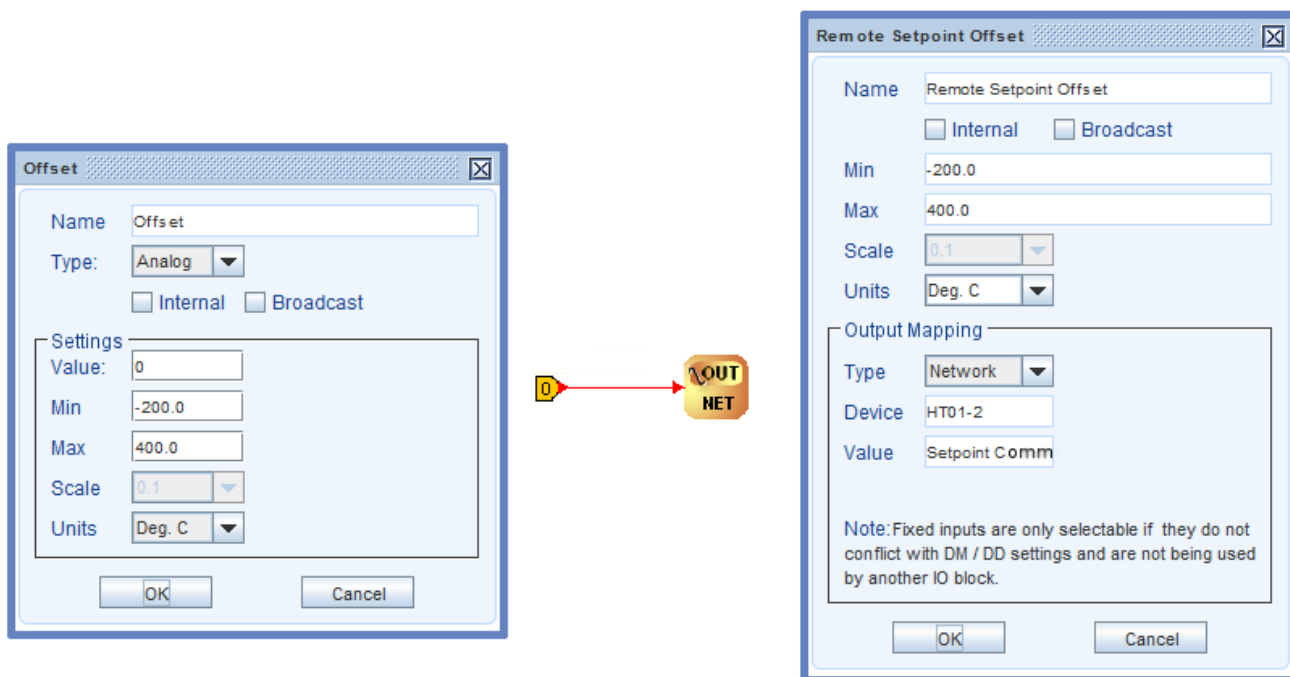 Offset
Name Offset
Type: Analog
Internal Broadcast
Settings
Value: 0
Min -200.0
Max 400.0
Scale 0.1
Units Deg. C
OK Cancel
0
OUT
NET
Remote Setpoint Offset
Name Remote Setpoint Offset
Internal Broadcast
Min -200.0
Max 400.0
Scale 0.1
Units Deg. C
Output Mapping
Type Network
Device HT01-2
Value Setpoint Comm
Note:Fixed inputs are only selectable if they do not
conflict with DM / DD settings and are not being used
by another IO block.
OK Cancel